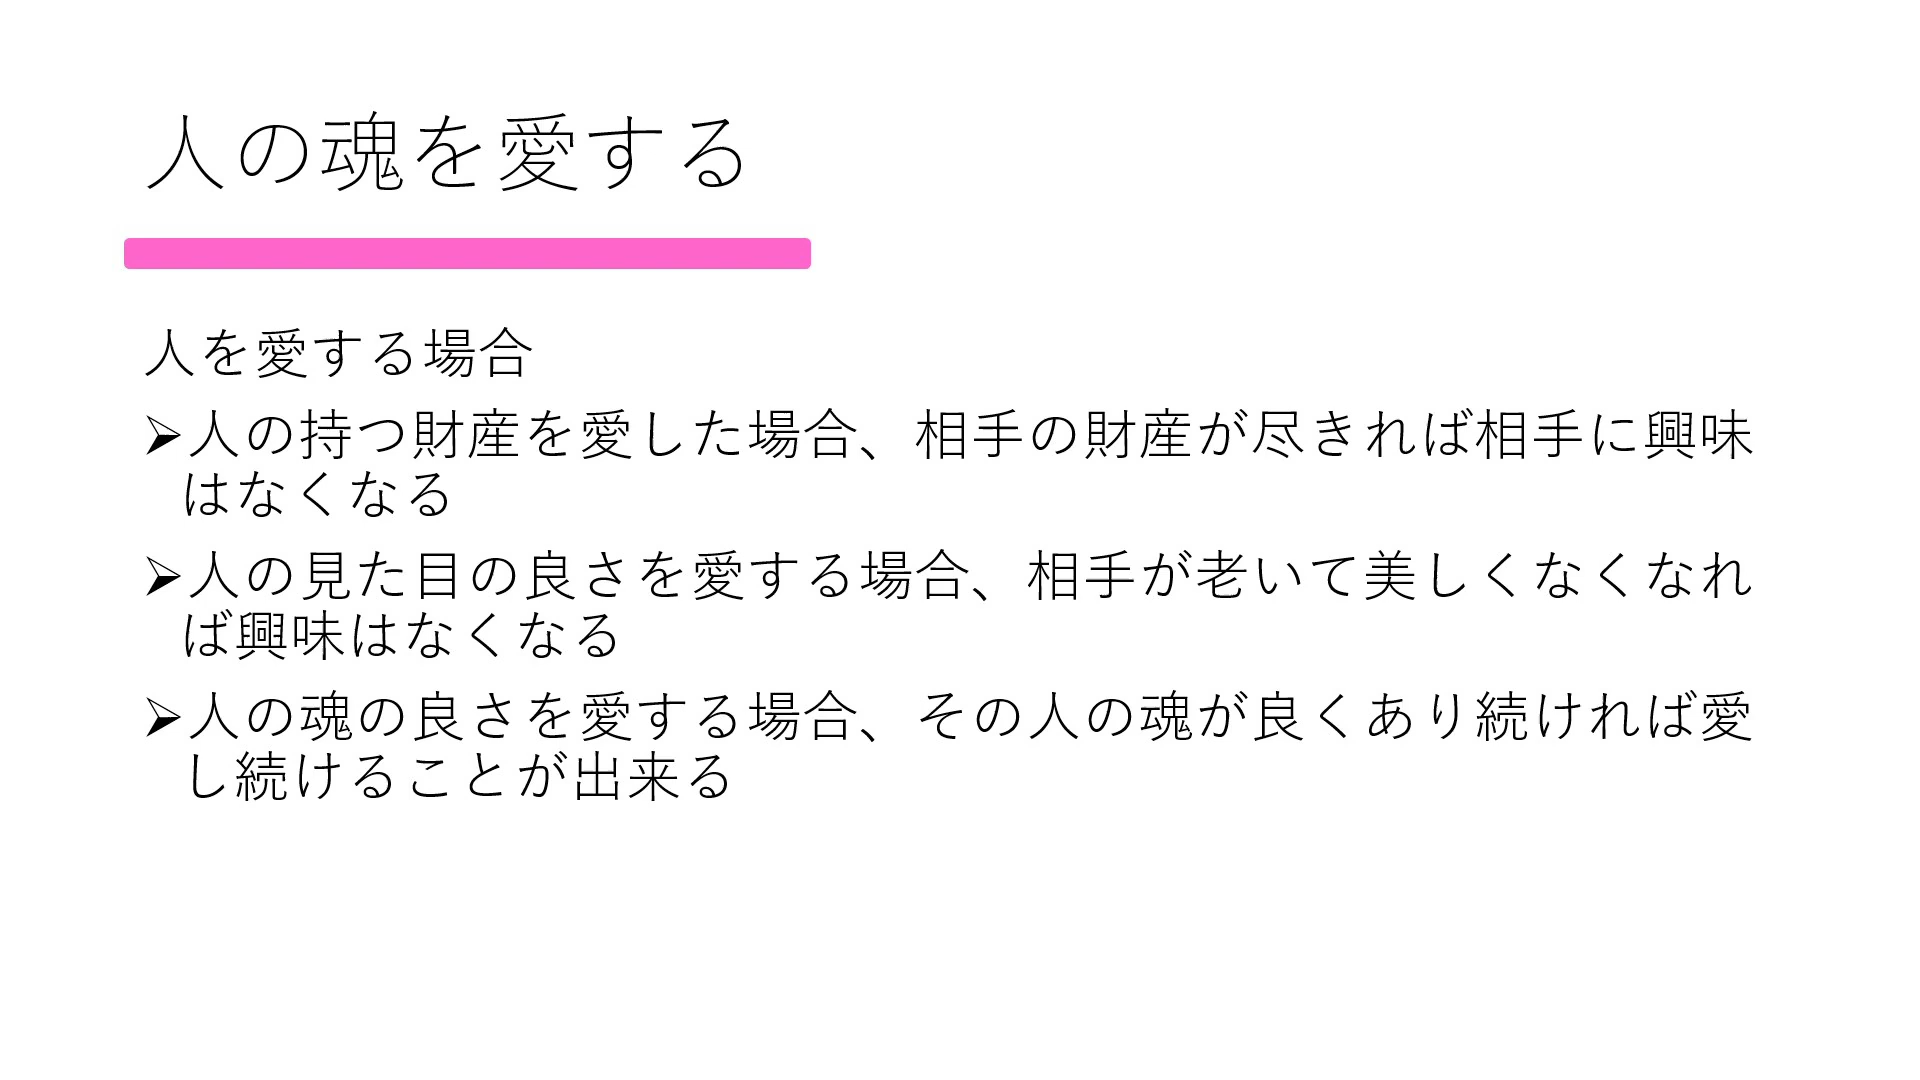 人の魂を愛する
人を愛する場合
➢人の持つ財産を愛した場合、相手の財産が尽きれば相手に興味
はなくなる
➢人の見た目の良さを愛する場合、相手が老いて美しくなくなれ
ば興味はなくなる
➢人の魂の良さを愛する場合、その人の魂が良くあり続ければ愛
し続けることが出来る